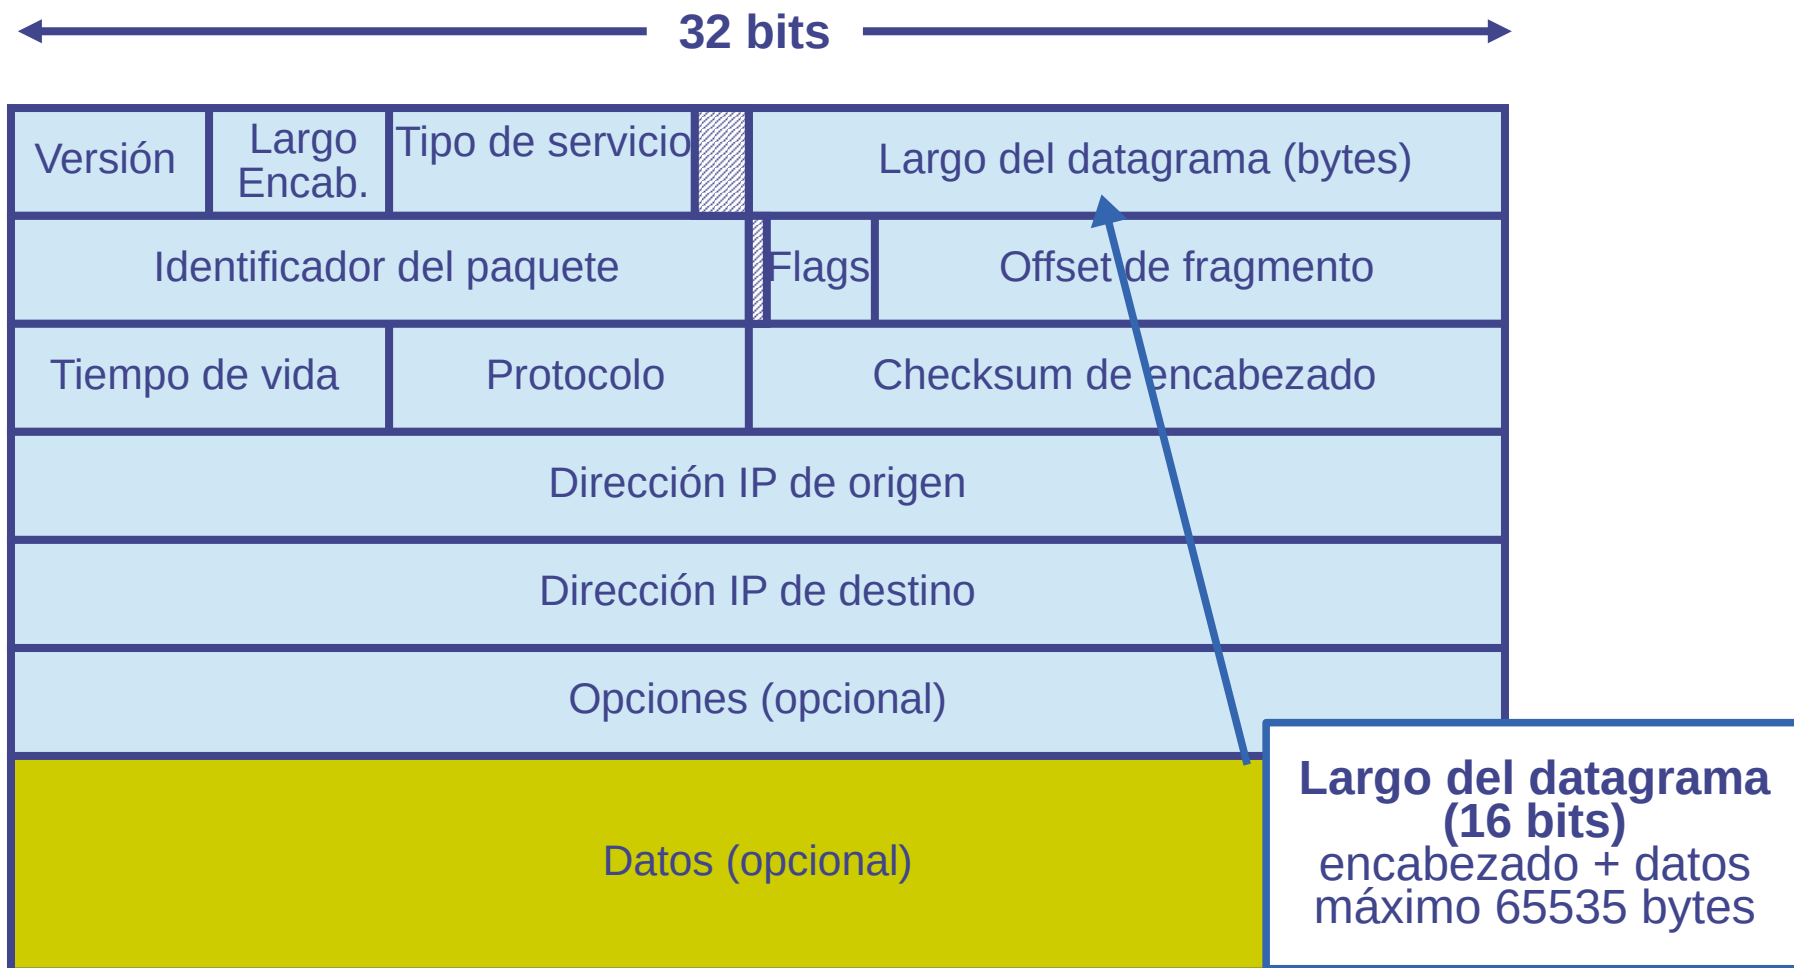 32 bits
Versión
Largo
Encab.
Tipo de servicio
Largo del datagrama (bytes)
Identificador del paquete
Flags
Offset de fragmento
Tiempo de vida
Protocolo
Checksum de encabezado
Dirección IP de origen
Dirección IP de destino
Opciones (opcional)
Datos (opcional)
Largo del datagrama
(16 bits)
encabezado + datos
máximo 65535 bytes